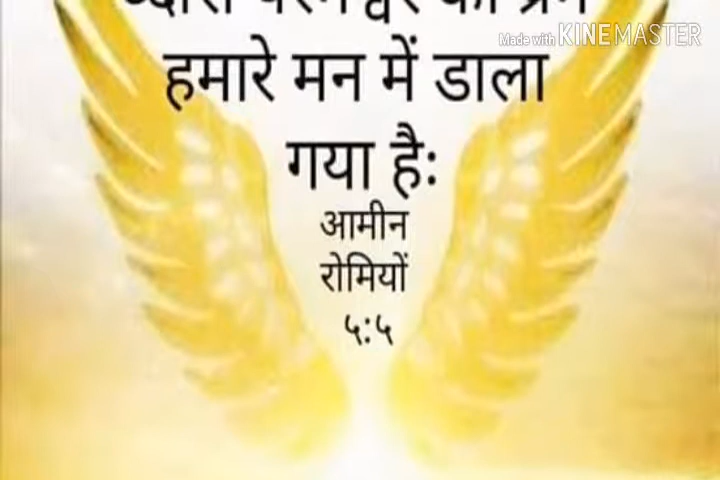 Made with KINEMASTER
हमारे मन में डाला
गया हैः
आमीन
रोमियों
५:५